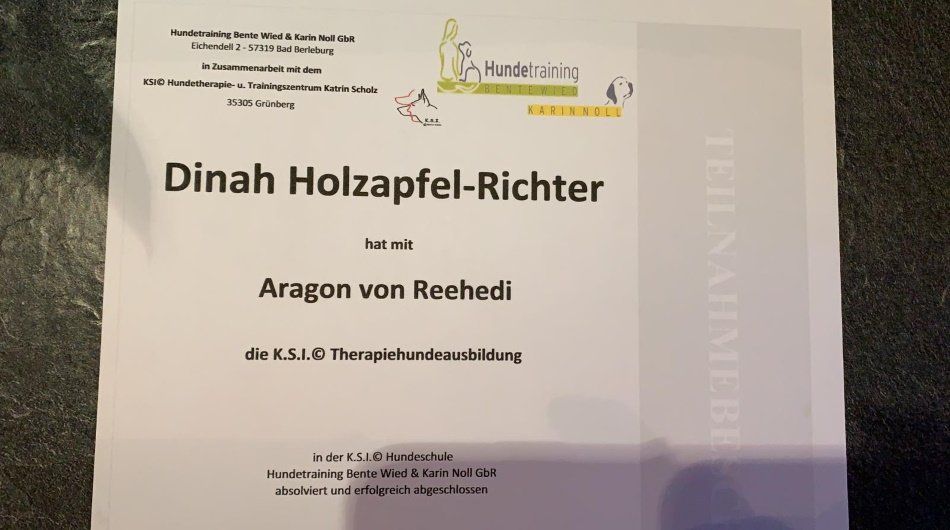 Hundetraining Bente Wied & Karin Noll GbR
Eichendell 2 - 57319 Bad Berleburg
in Zusammenarbeit mit dem
KSI© Hundetherapie- u. Trainingszentrum Katrin Scholz
35305 Grünberg
Hundetraining
BENTE WIED
KARIN NOLL
K.S.I.
Dinah Holzapfel-Richter
hat mit
Aragon von Reehedi
die K.S.I.© Therapiehundeausbildung
in der K.S.I.© Hundeschule
Hundetraining Bente Wied & Karin Noll GbR
absolviert und erfolgreich abgeschlossen
TEILNAHMEBE